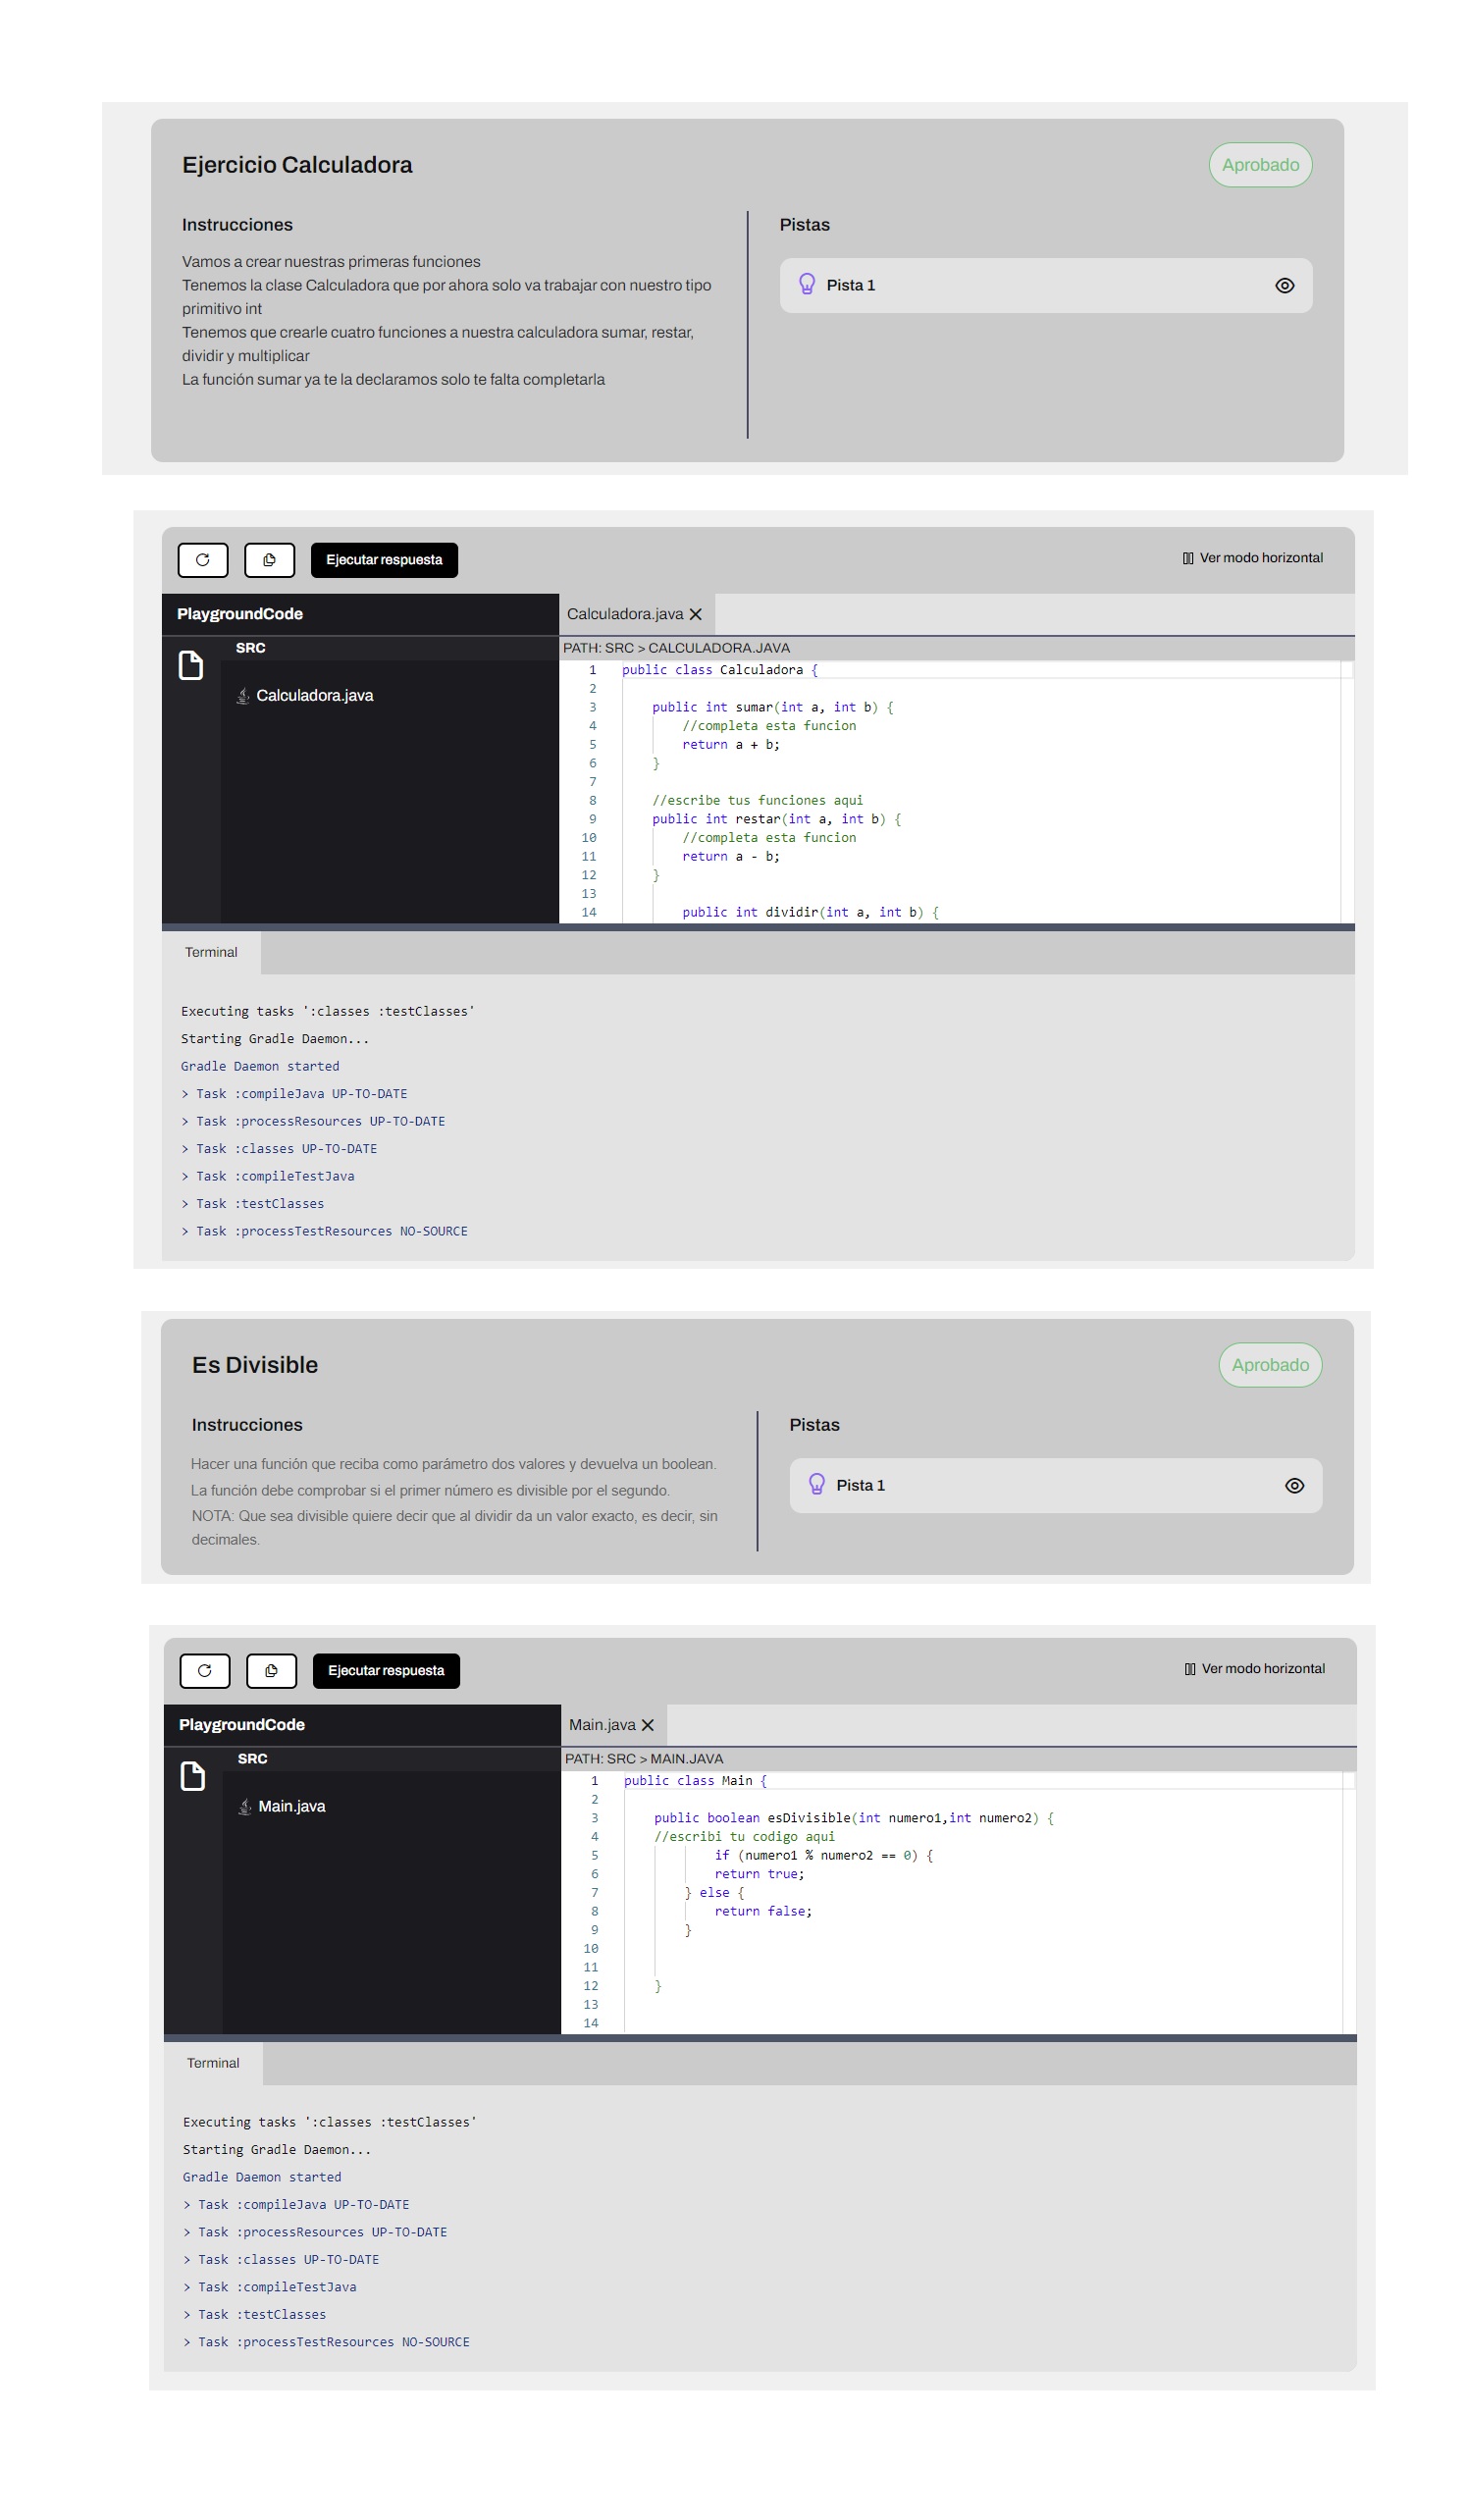 Ejercicio Calculadora
Aprobado
Instrucciones
Vamos a crear nuestras primeras funciones
Tenemos la clase Calculadora que por ahora solo va trabajar con nuestro tipo
primitivo int
Tenemos que crearle cuatro funciones a nuestra calculadora sumar, restar,
dividir y multiplicar
La función sumar ya te la declaramos solo te falta completarla
Pistas
Pista 1
Ejecutar respuesta
Ver modo horizontal
PlaygroundCode
SRC
Calculadora.java
Calculadora.java
PATH: SRC > CALCULADORA.JAVA
1 public class Calculadora {
2
3 public int sumar(int a, int b) {
4 //completa esta funcion
5 return a + b;
6 }
7
8 //escribe tus funciones aqui
9 public int restar(int a, int b) {
10 //completa esta funcion
11 return a - b;
12 }
13
14 public int dividir(int a, int b) {
Terminal
Executing tasks ':classes :testClasses'
Starting Gradle Daemon...
Gradle Daemon started
> Task :compileJava UP-TO-DATE
> Task :processResources UP-TO-DATE
> Task :classes UP-TO-DATE
> Task :compileTestJava
> Task :testClasses
> Task :processTestResources NO-SOURCE
Es Divisible
Aprobado
Instrucciones
Hacer una función que reciba como parámetro dos valores y devuelva un boolean.
La función debe comprobar si el primer número es divisible por el segundo.
NOTA: Que sea divisible quiere decir que al dividir da un valor exacto, es decir, sin
decimales.
Pistas
Pista 1
Ejecutar respuesta
Ver modo horizontal
PlaygroundCode
SRC
Main.java
Main.java
PATH: SRC > MAIN.JAVA
1 public class Main {
2
3 public boolean esDivisible(int numero1,int numero2) {
4 //escribi tu codigo aqui
5 if (numero1 % numero2 == 0) {
6 return true;
7 } else {
8 return false;
9 }
10
11
12 }
13
14
Terminal
Executing tasks ':classes :testClasses'
Starting Gradle Daemon...
Gradle Daemon started
> Task :compileJava UP-TO-DATE
> Task :processResources UP-TO-DATE
> Task :classes UP-TO-DATE
> Task :compileTestJava
> Task :testClasses
> Task :processTestResources NO-SOURCE